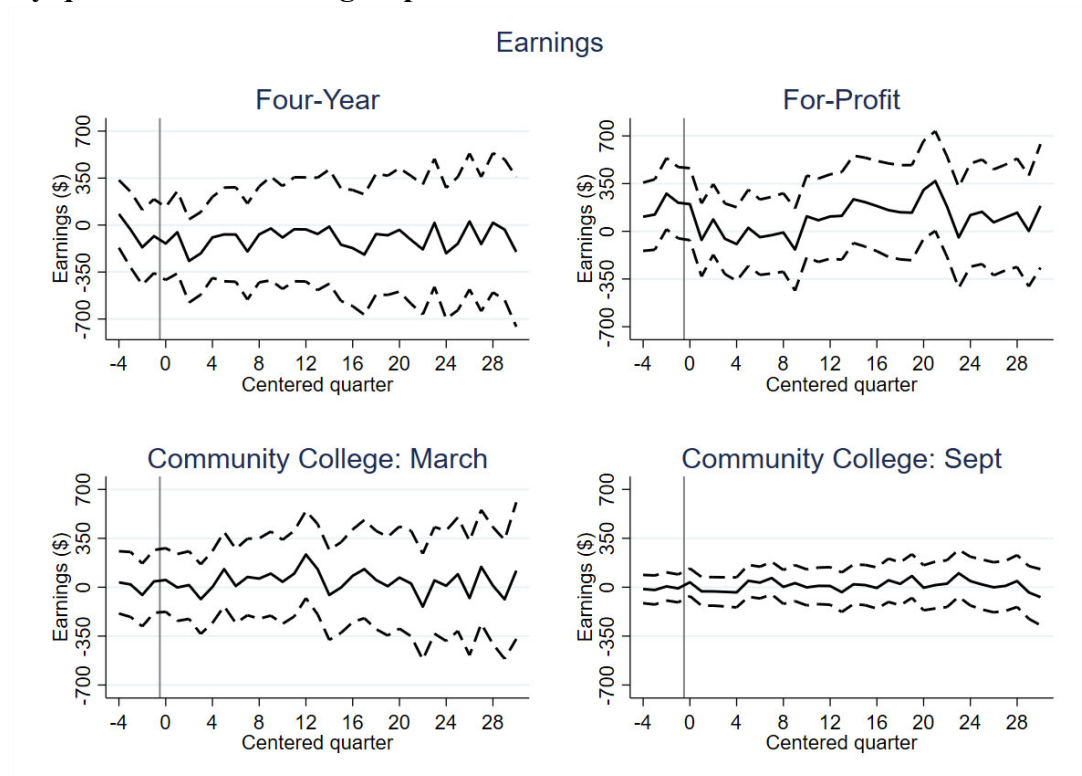 Earnings
Four-Year
For-Profit
Earnings ($)
700
350
0
-350
-700
-4 0 4 8 12 16 20 24 28
Centered quarter
Earnings ($)
700
350
0
-350
-700
-4 0 4 8 12 16 20 24 28
Centered quarter
Community College: March
Community College: Sept
Earnings ($)
700
350
0
-350
-700
-4 0 4 8 12 16 20 24 28
Centered quarter
Earnings ($)
700
350
0
-350
-700
-4 0 4 8 12 16 20 24 28
Centered quarter